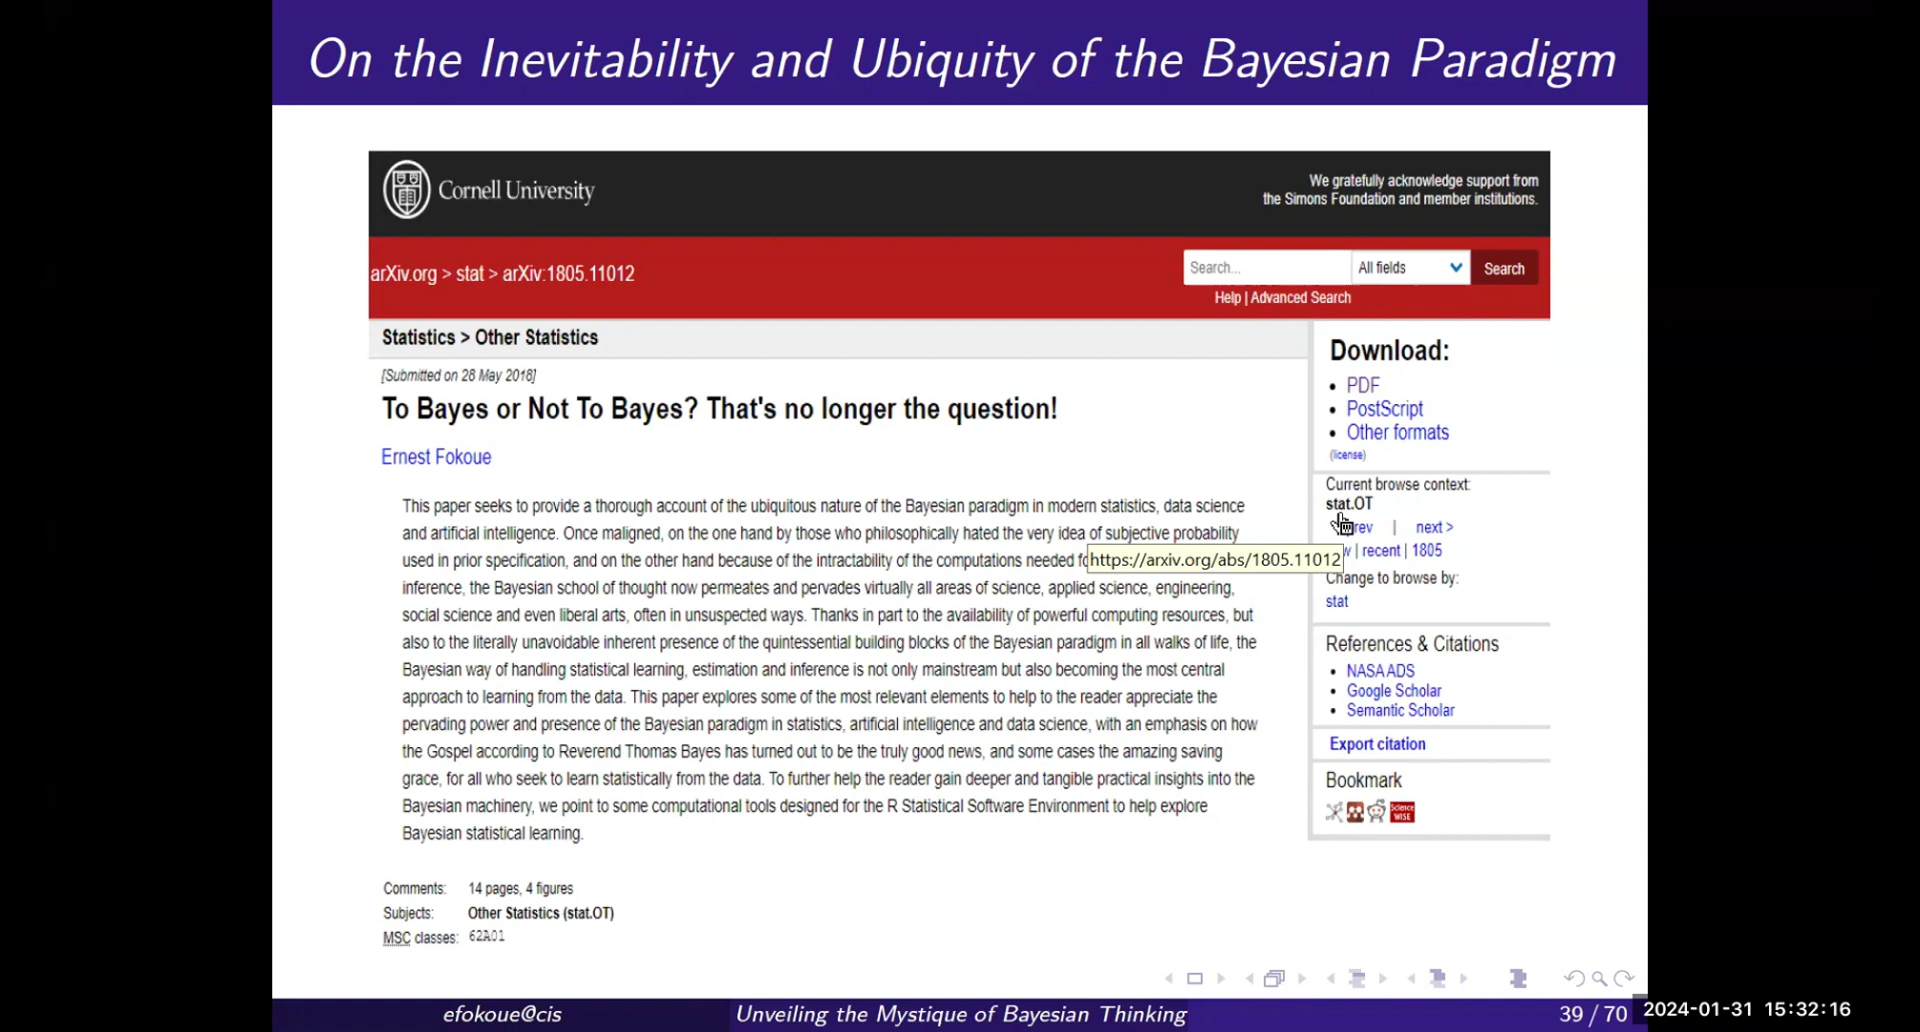 On the Inevitability and Ubiquity of the Bayesian Paradigm
Cornell University
We gratefully acknowledge support from
the Simons Foundation and member institutions.
arXiv.org > stat > arXiv:1805.11012
Search...
All fields
Search
Help | Advanced Search
Statistics > Other Statistics
[Submitted on 28 May 2018]
To Bayes or Not To Bayes? That's no longer the question!
Ernest Fokoue
This paper seeks to provide a thorough account of the ubiquitous nature of the Bayesian paradigm in modern statistics, data science
and artificial intelligence. Once maligned, on the one hand by those who philosophically hated the very idea of subjective probability
used in prior specification, and on the other hand because of the intractability of the computations needed
https://arxiv.org/abs/1805.11012
inference, the Bayesian school of thought now permeates and pervades virtually all areas of science, applied science, engineering,
social science and even liberal arts, often in unsuspected ways. Thanks in part to the availability of powerful computing resources, but
also to the literally unavoidable inherent presence of the quintessential building blocks of the Bayesian paradigm in all walks of life, the
Bayesian way of handling statistical learning, estimation and inference is not only mainstream but also becoming the most central
approach to learning from the data. This paper explores some of the most relevant elements to help to the reader appreciate the
pervading power and presence of the Bayesian paradigm in statistics, artificial intelligence and data science, with an emphasis on how
the Gospel according to Reverend Thomas Bayes has turned out to be the truly good news, and some cases the amazing saving
grace, for all who seek to learn statistically from the data. To further help the reader gain deeper and tangible practical insights into the
Bayesian machinery, we point to some computational tools designed for the R Statistical Software Environment to help explore
Bayesian statistical learning.
Comments: 14 pages, 4 figures
Subjects: Other Statistics (stat.OT)
MSC classes: 62A01
Download:
• PDF
• PostScript
• Other formats
(license)
Current browse context:
stat.OT
| next >
| recent | 1805
Change to browse by:
stat
References & Citations
• NASA ADS
• Google Scholar
• Semantic Scholar
Export citation
Bookmark
Science
WISE
efokoue@cis
Unveiling the Mystique of Bayesian Thinking
39 / 70
2024-01-31 15:32:16